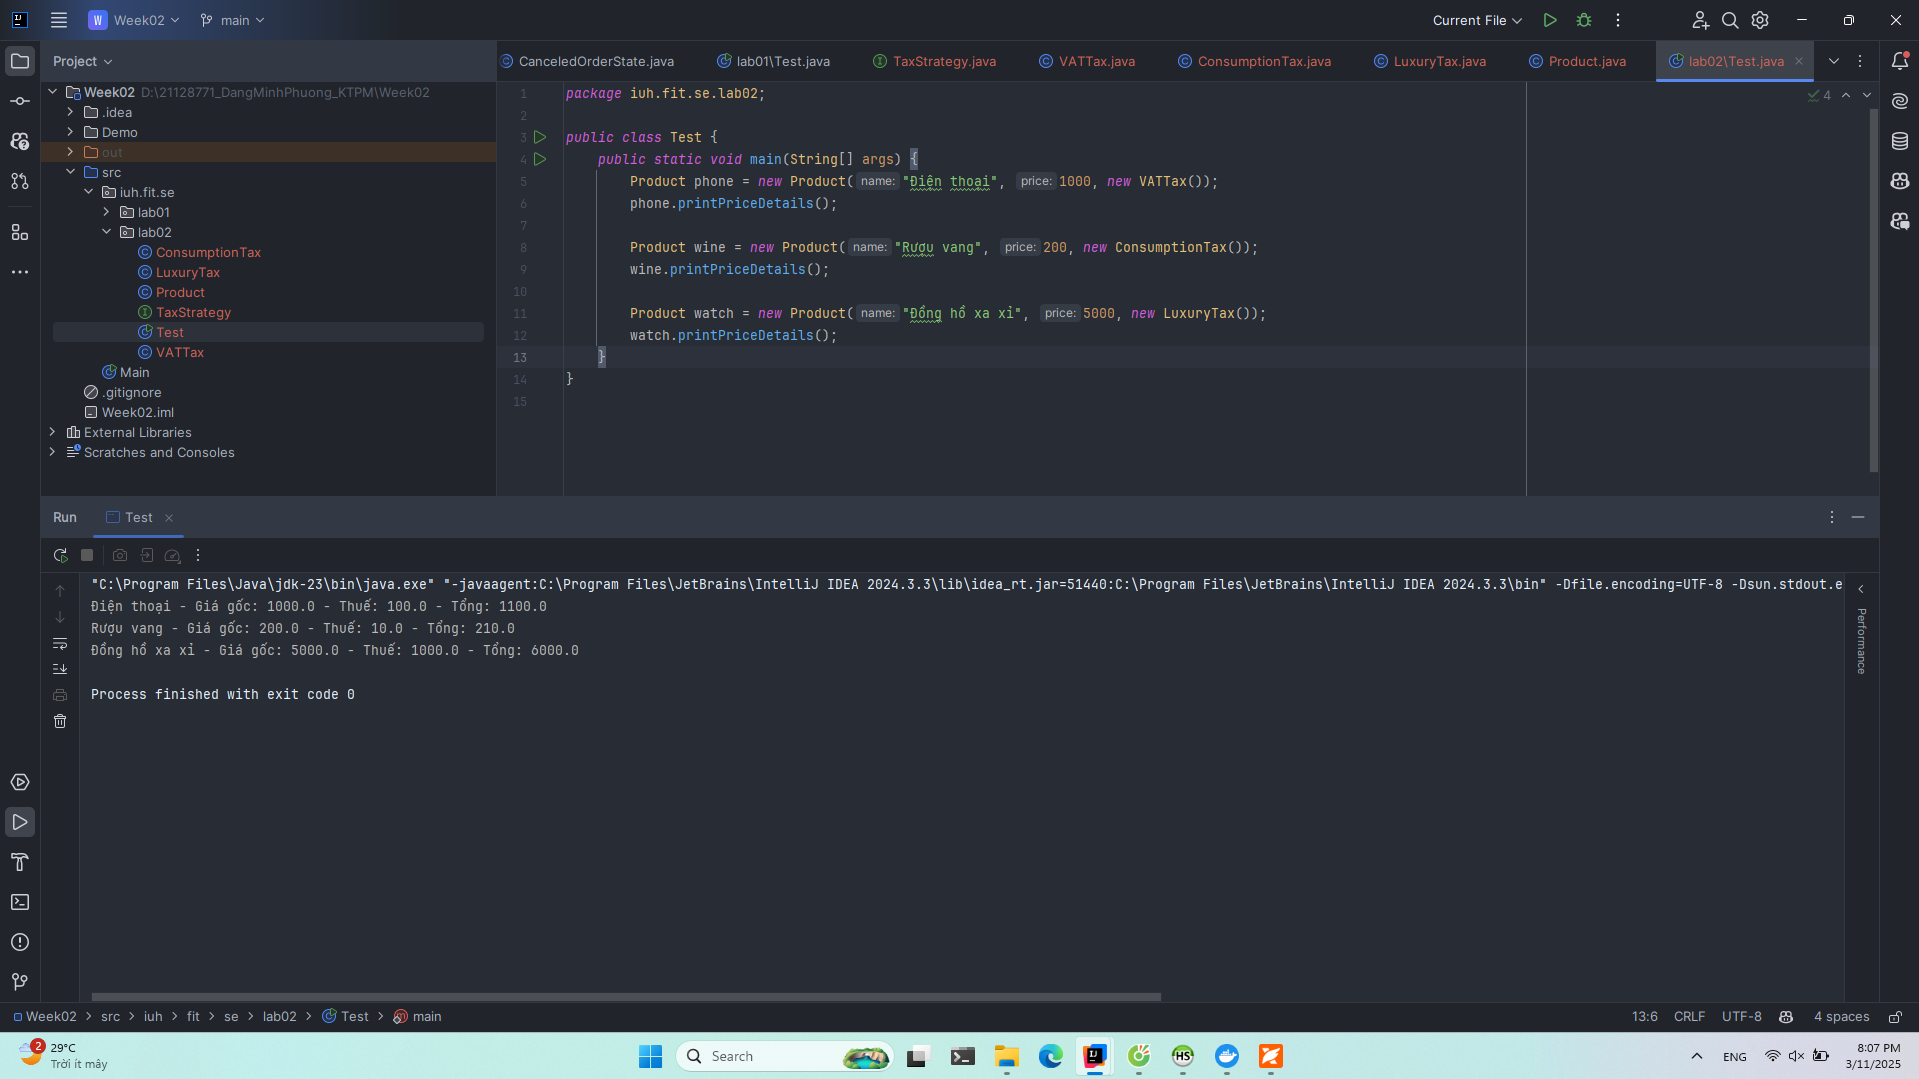 W Week02 main Current File
Project
CanceledOrderState.java lab01\Test.java TaxStrategy.java VATTax.java ConsumptionTax.java LuxuryTax.java Product.java lab02\Test.java
Week02 D:\21128771_DangMinhPhuong_KTPM\Week02
.idea
Demo
out
src
iuh.fit.se
lab01
lab02
ConsumptionTax
LuxuryTax
Product
TaxStrategy
Test
VATTax
Main
.gitignore
Week02.iml
External Libraries
Scratches and Consoles
4
1 package iuh.fit.se.lab02;
2
3 public class Test {
4 public static void main(String[] args) {
5 Product phone = new Product( name: "Điện thoại", price: 1000, new VATTax());
6 phone.printPriceDetails();
7
8 Product wine = new Product( name: "Rượu vang", price: 200, new ConsumptionTax());
9 wine.printPriceDetails();
10
11 Product watch = new Product( name: "Đồng hồ xa xỉ", price: 5000, new LuxuryTax());
12 watch.printPriceDetails();
13 }
14 }
15
Run Test
"C:\Program Files\Java\jdk-23\bin\java.exe" "-javaagent:C:\Program Files\JetBrains\IntelliJ IDEA 2024.3.3\lib\idea_rt.jar=51440:C:\Program Files\JetBrains\IntelliJ IDEA 2024.3.3\bin" -Dfile.encoding=UTF-8 -Dsun.stdout.e
Điện thoại - Giá gốc: 1000.0 - Thuế: 100.0 - Tổng: 1100.0
Rượu vang - Giá gốc: 200.0 - Thuế: 10.0 - Tổng: 210.0
Đồng hồ xa xỉ - Giá gốc: 5000.0 - Thuế: 1000.0 - Tổng: 6000.0
Process finished with exit code 0
Performance
Week02 src iuh fit se lab02 Test main 13:6 CRLF UTF-8 4 spaces
2
29°C
Trời ít mây
Search
HS
ENG
8:07 PM
3/11/2025